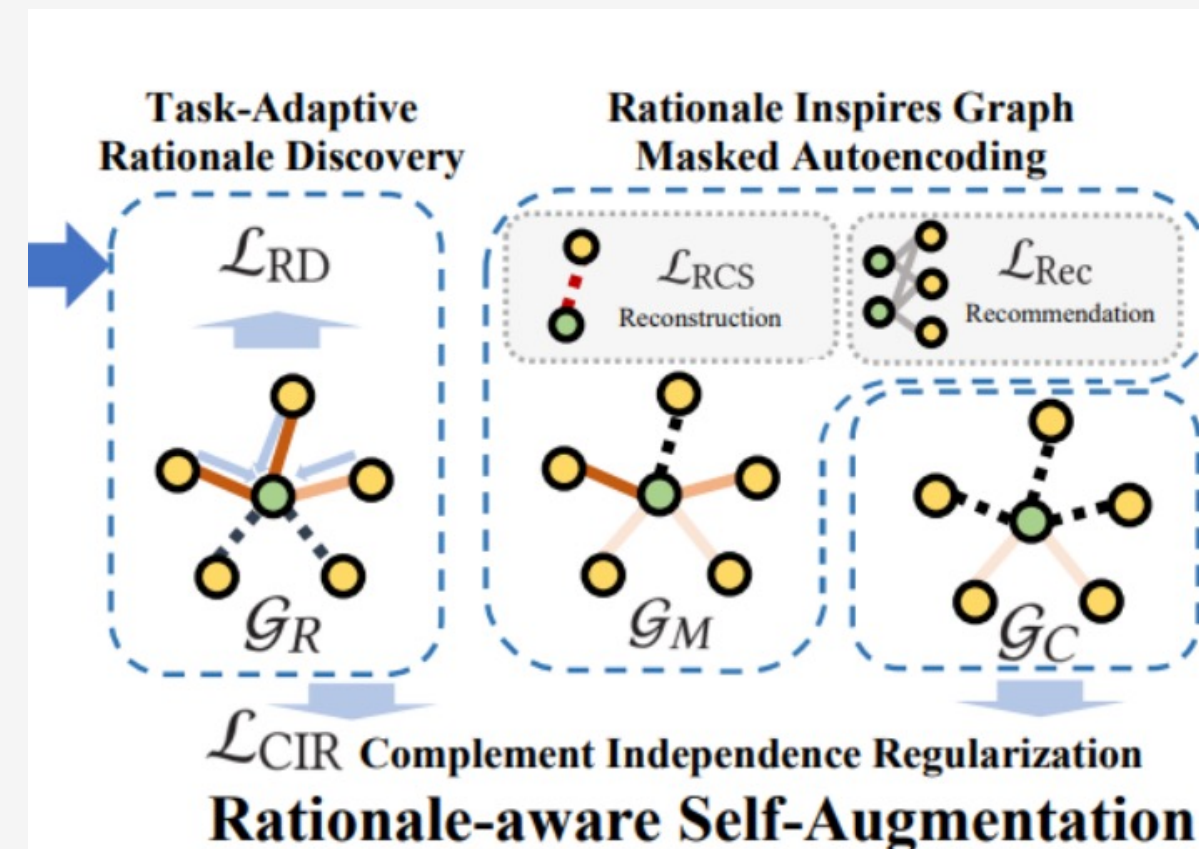 Task-Adaptive
Rationale Discovery
ℒRD
𝒢R
Rationale Inspires Graph
Masked Autoencoding
ℒRCS
Reconstruction
ℒRec
Recommendation
𝒢M
𝒢C
ℒCIR Complement Independence Regularization
Rationale-aware Self-Augmentation